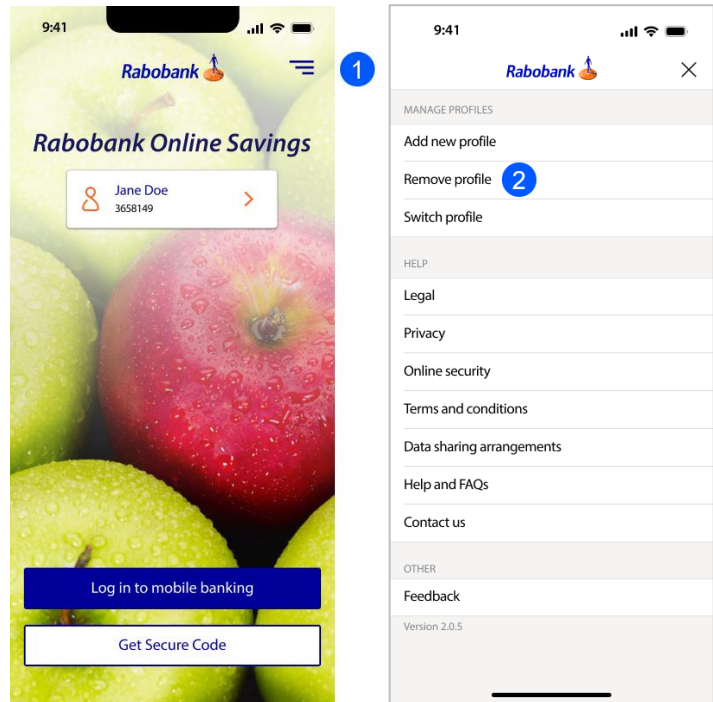 9:41
Rabobank
1
Rabobank Online Savings
Jane Doe
3658149
Log in to mobile banking
Get Secure Code
9:41
Rabobank
MANAGE PROFILES
Add new profile
Remove profile 2
Switch profile
HELP
Legal
Privacy
Online security
Terms and conditions
Data sharing arrangements
Help and FAQs
Contact us
OTHER
Feedback
Version 2.0.5